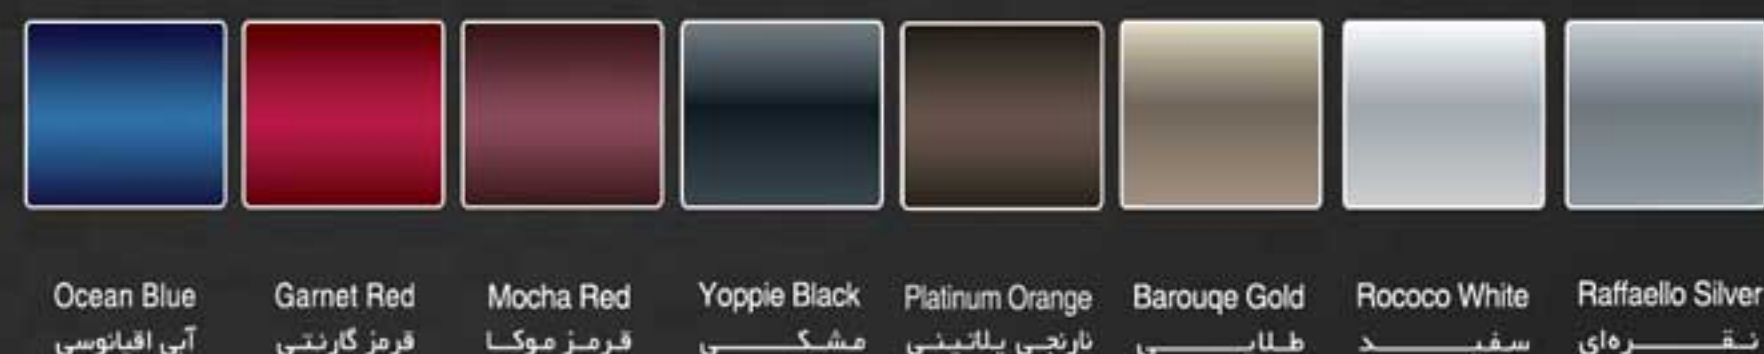 Ocean Blue
آبی اقیانوسی
Garnet Red
قرمز گارنتی
Mocha Red
قرمز موکا
Yoppie Black
مشکی
Platinum Orange
نارنجی پلاتینی
Barouqe Gold
طلایی
Rococo White
سفید
Raffaello Silver
نقره‌ای